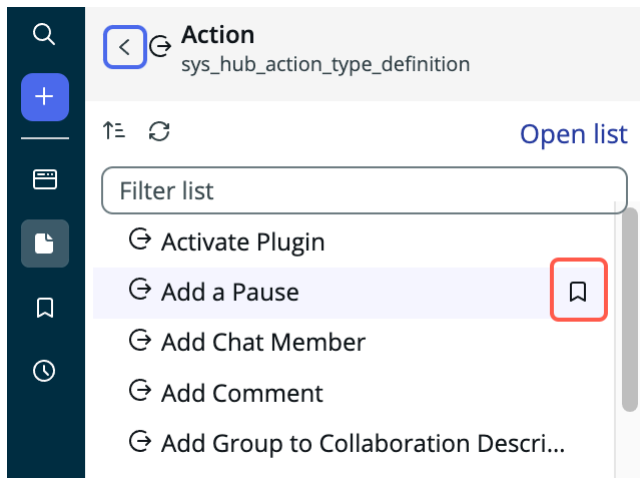 Action
sys_hub_action_type_definition
Open list
Filter list
Activate Plugin
Add a Pause
Add Chat Member
Add Comment
Add Group to Collaboration Descri...